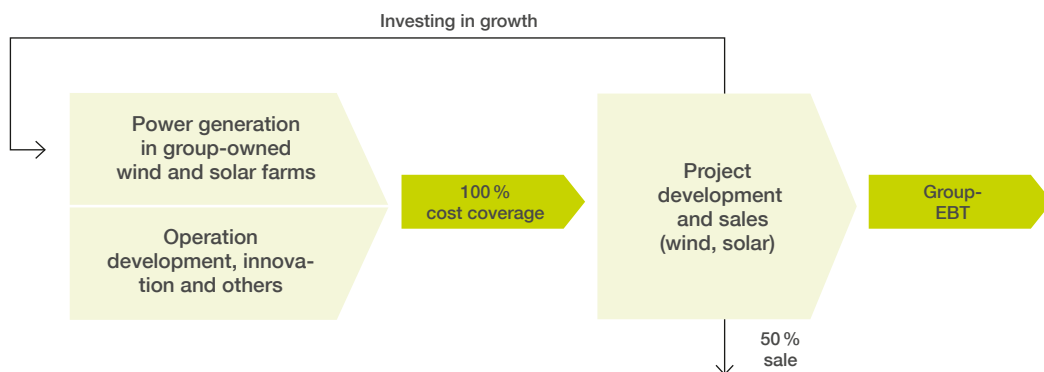 Investing in growth
Power generation
in group-owned
wind and solar farms
Operation
development, innova-
tion and others
100 %
cost coverage
Project
development
and sales
(wind, solar)
Group-
EBT
50 %
sale